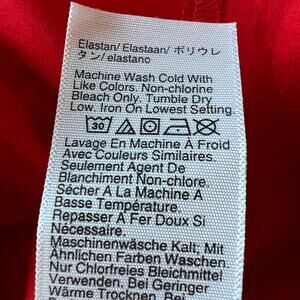 Elastan/ Elastaan/ ポリウレ
タン/ elastano
Machine Wash Cold With
Like Colors. Non-chlorine
Bleach Only, Tumble Dry
Low. Iron On Lowest Setting.
30
Lavage En Machine À Froid
Avec Couleurs Similaires.
Seulement Agent De
Blanchiment Non-chlore.
Sécher À La Machine A
Basse Température.
Repasser À Fer Doux Si
Nécessaire.
Maschinenwäsche Kalt; Mit
Ähnlichen Farben Waschen.
Nur Chlorfreies Bleichmittel
Verwenden. Bei Geringer
Wärme Trocknen. Bei